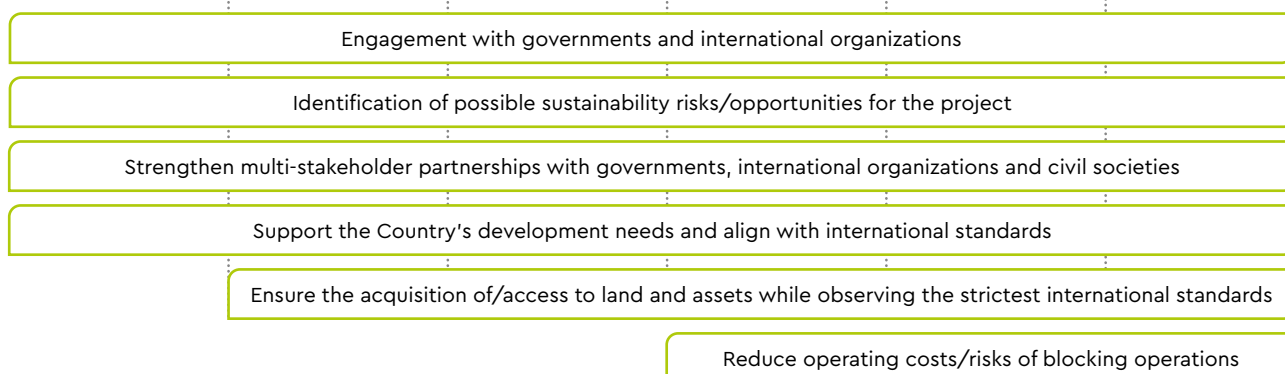 Engagement with governments and international organizations
Identification of possible sustainability risks/opportunities for the project
Strengthen multi-stakeholder partnerships with governments, international organizations and civil societies
Support the Country's development needs and align with international standards
Ensure the acquisition of/access to land and assets while observing the strictest international standards
Reduce operating costs/risks of blocking operations